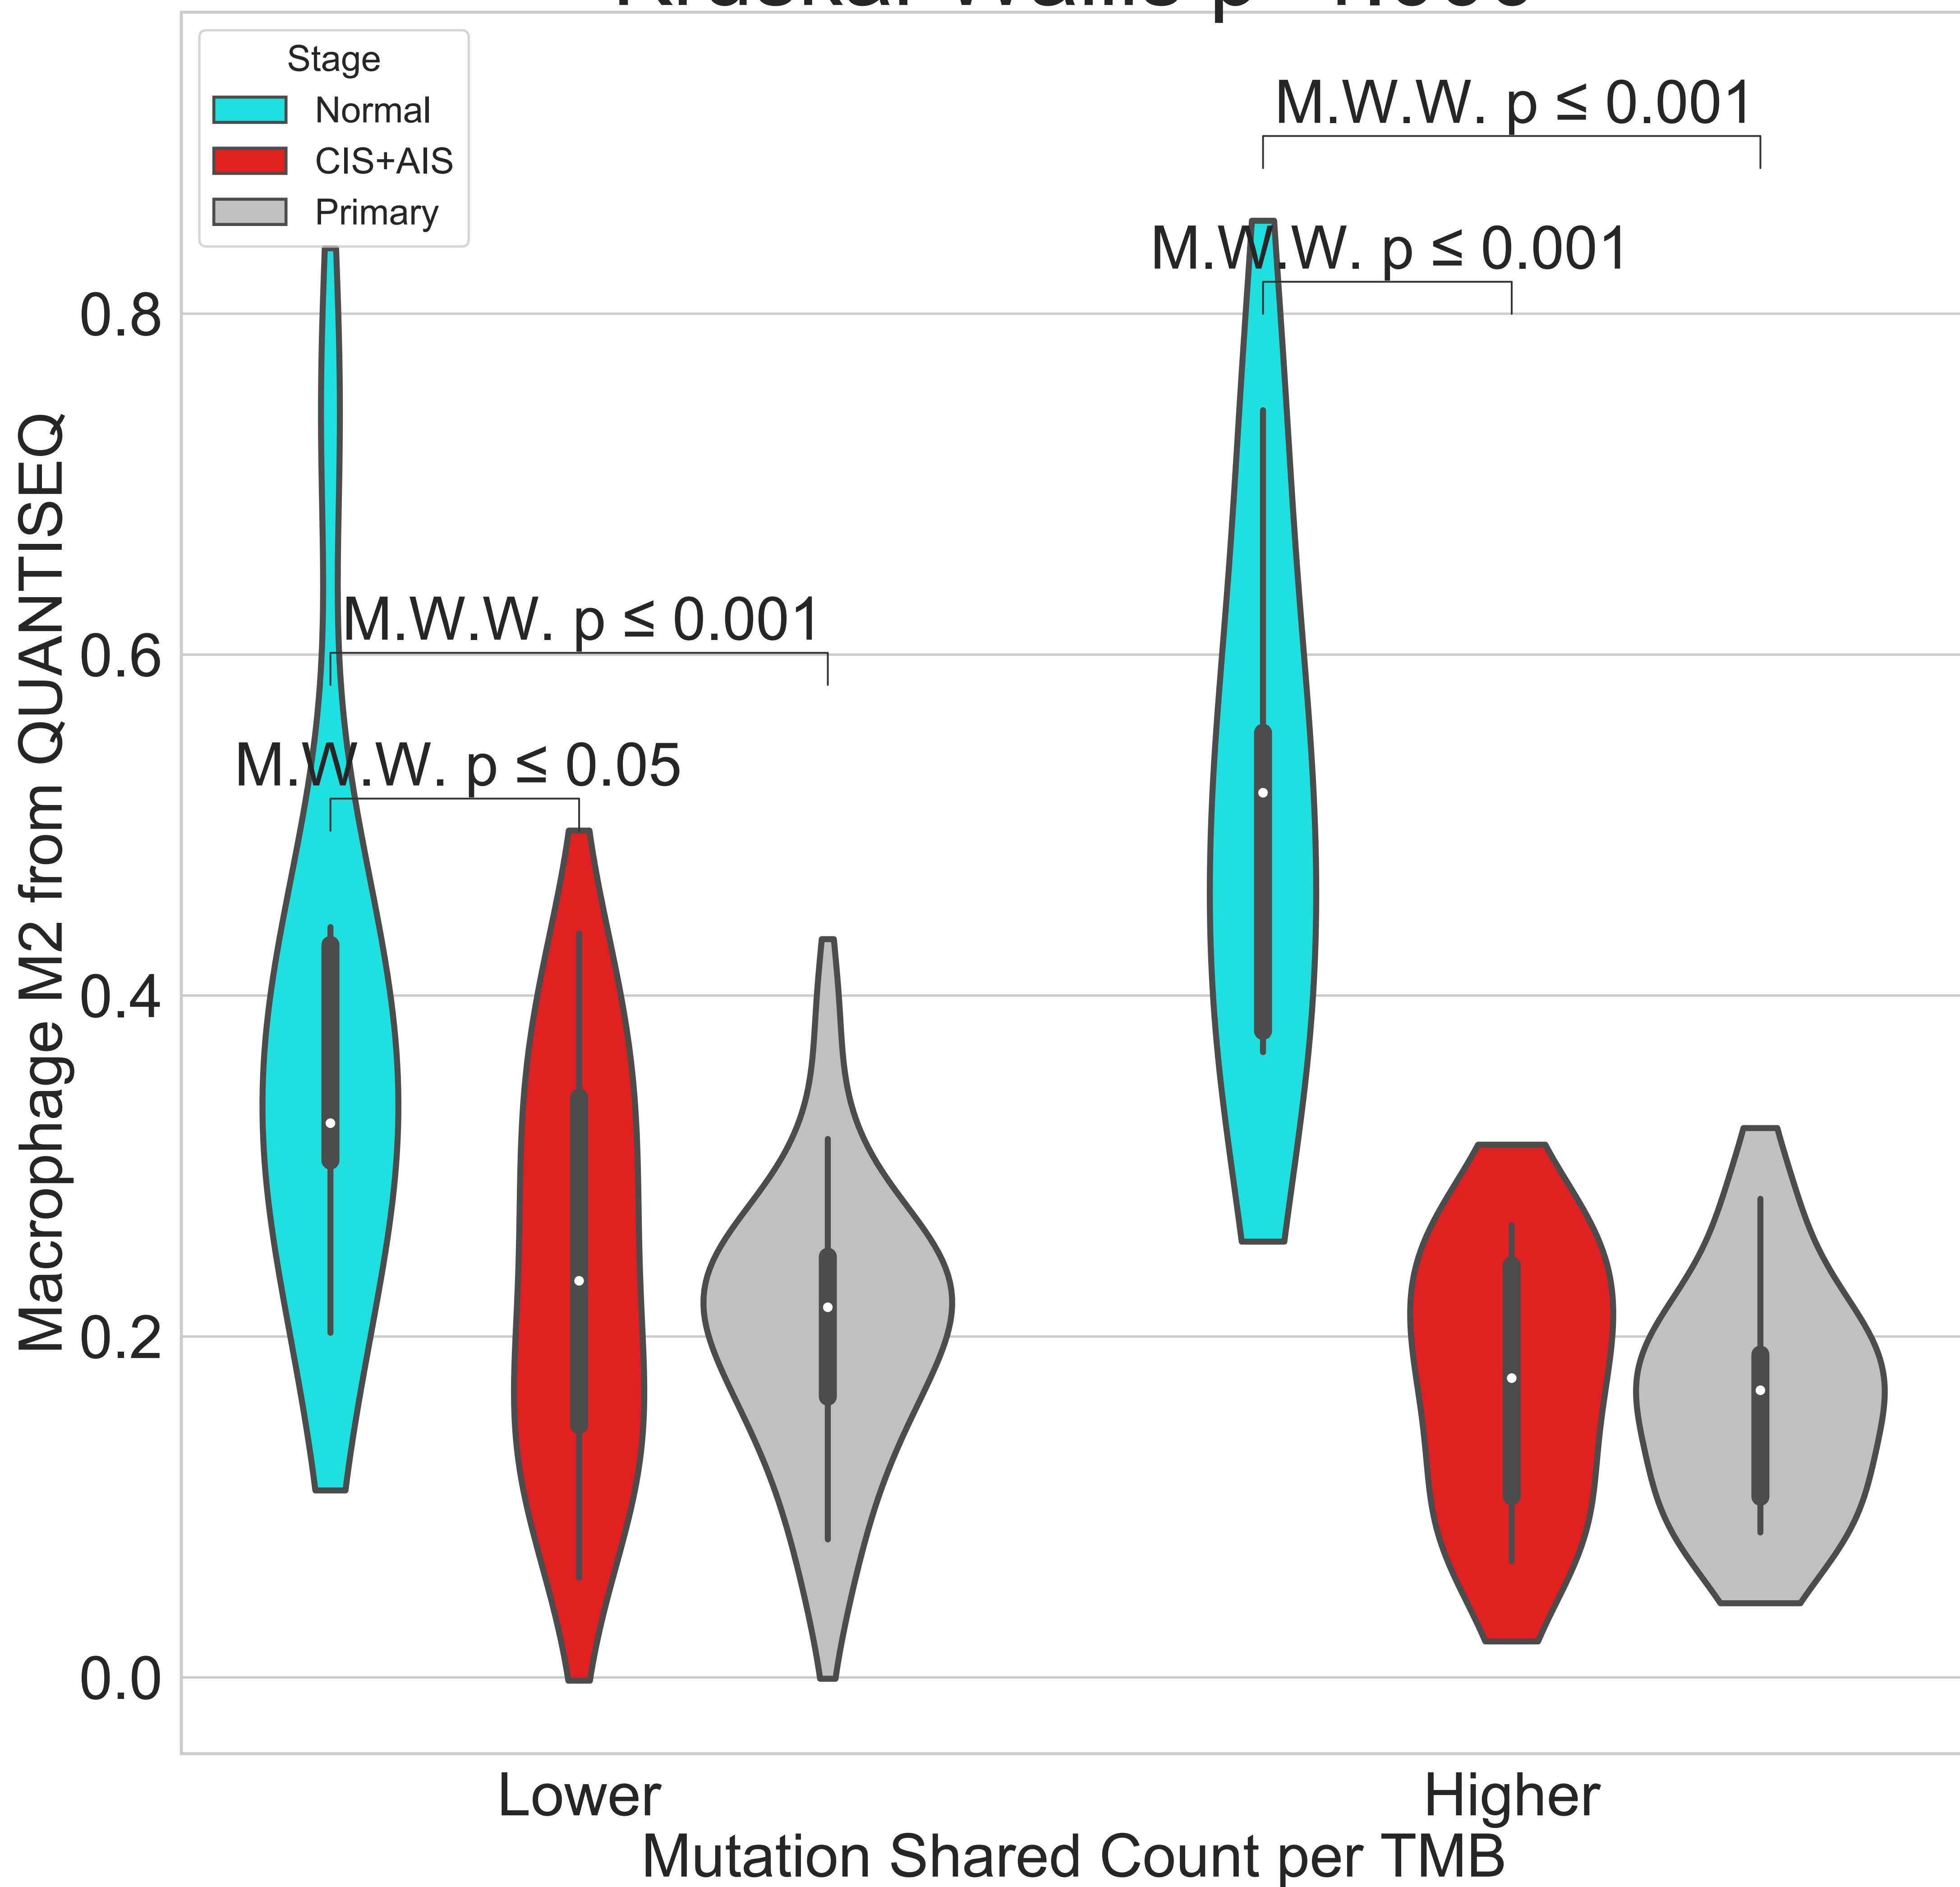 Stage
Normal
CIS+AIS
Primary
M.W.W. p ≤ 0.001
M.W.W. p ≤ 0.001
M.W.W. p ≤ 0.001
M.W.W. p ≤ 0.05
Macrophage M2 from QUANTISEQ
0.8
0.6
0.4
0.2
0.0
Lower
Higher
Mutation Shared Count per TMB